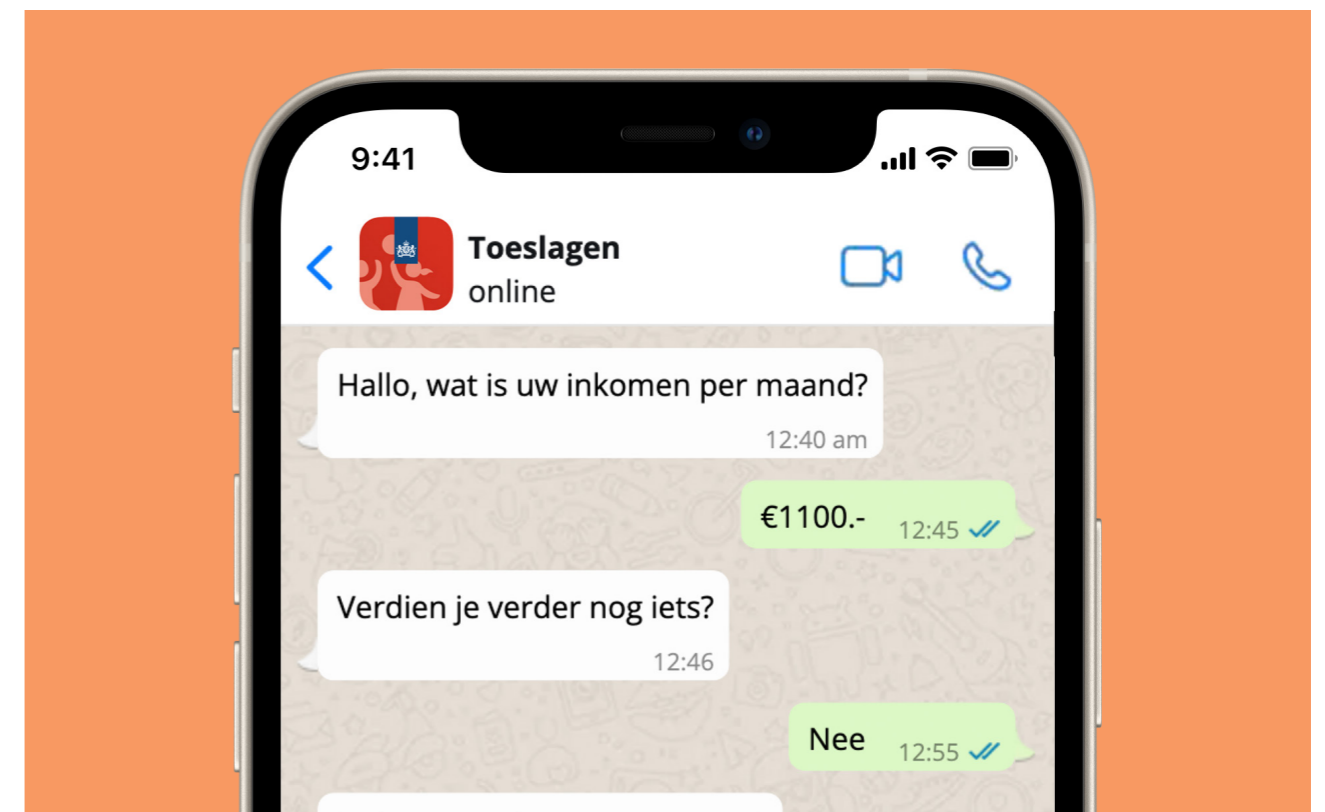 9:41
Toeslagen
online
Hallo, wat is uw inkomen per maand?
12:40 am
€1100.-
12:45
Verdien je verder nog iets?
12:46
Nee
12:55